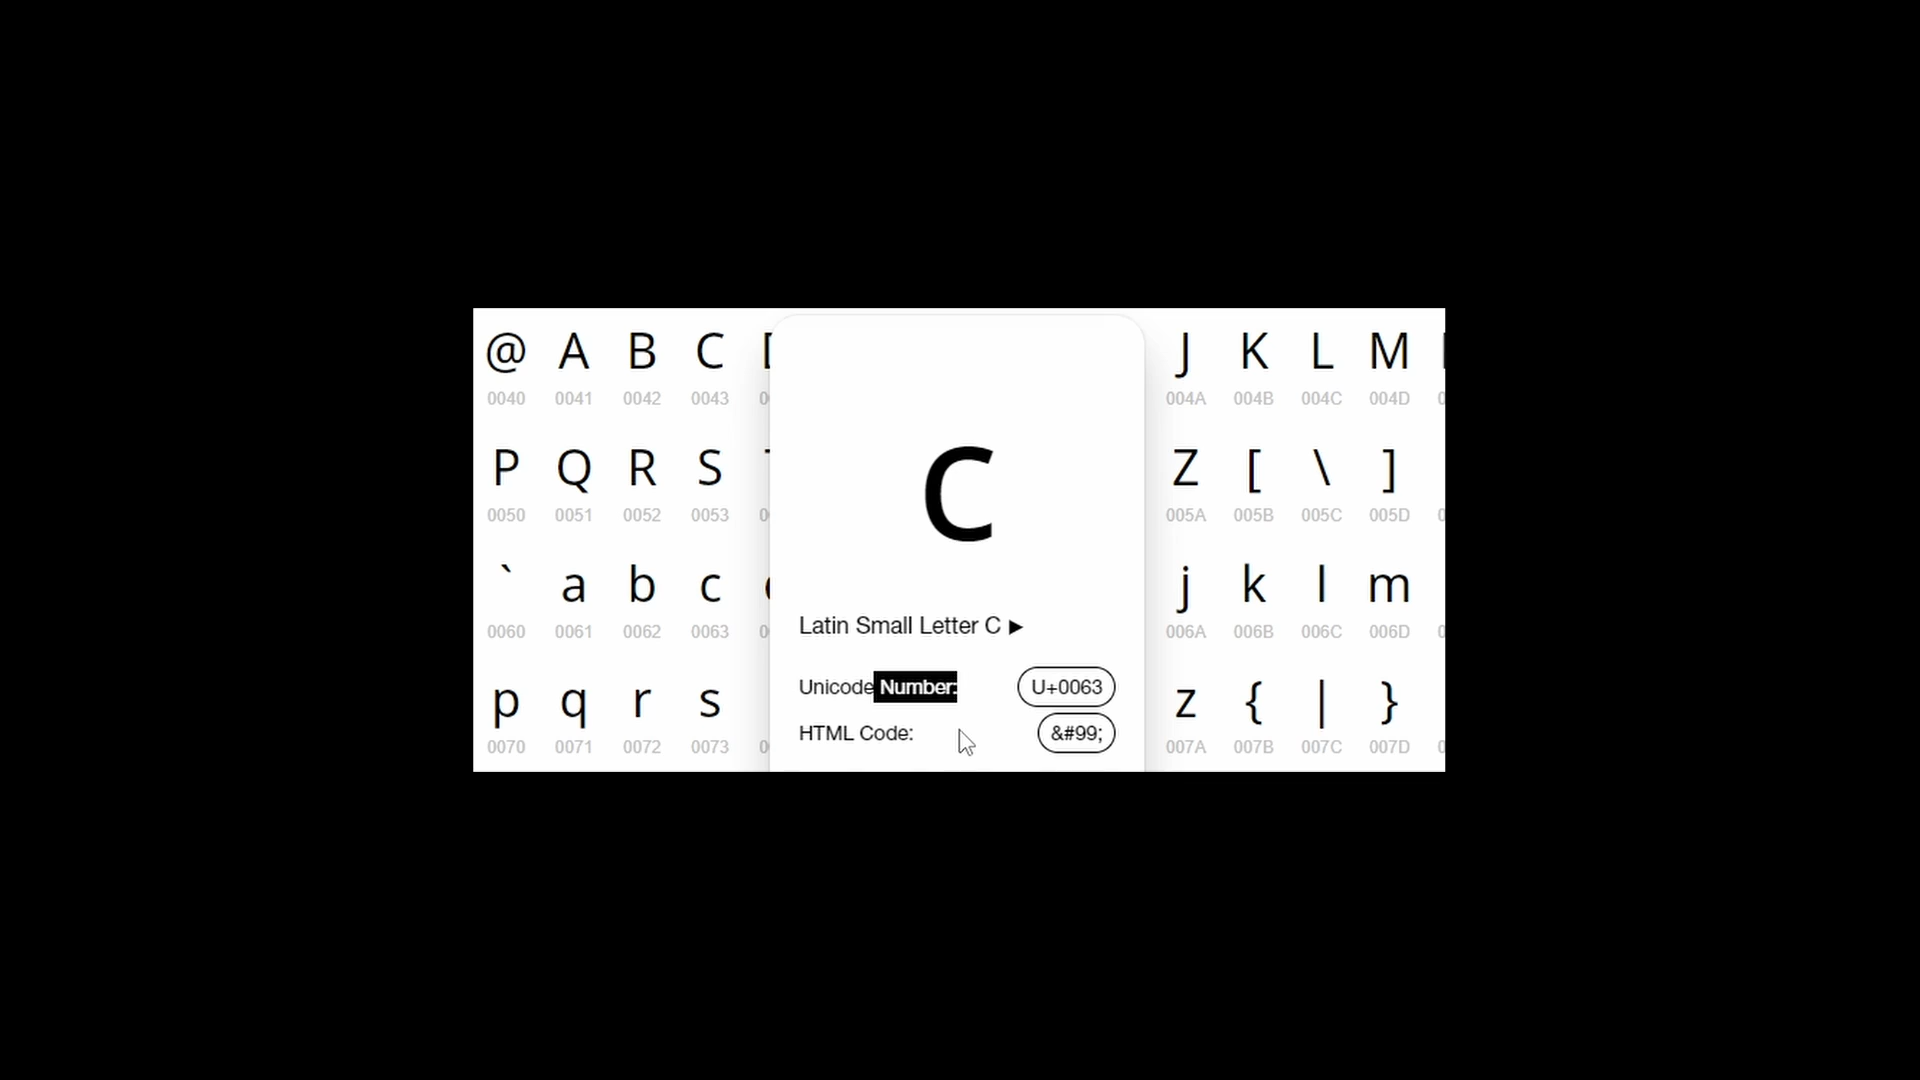 @ A B C J K L M
0040 0041 0042 0043 004A 004B 004C 004D
P Q R S Z [ \ ]
0050 0051 0052 0053 005A 005B 005C 005D
c
` a b c j k l m
0060 0061 0062 0063 006A 006B 006C 006D
Latin Small Letter C ▶
Unicode Number: U+0063
p q r s z { | }
HTML Code: &#99;
0070 0071 0072 0073 007A 007B 007C 007D